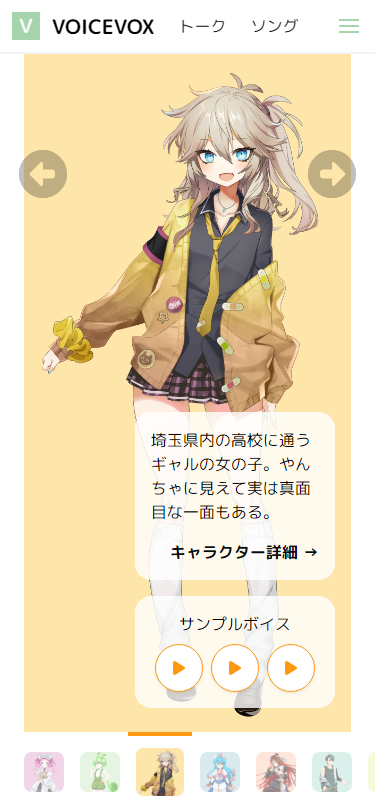 V VOICEVOX トーク ソング
埼玉県内の高校に通う
ギャルの女の子。やん
ちゃに見えて実は真面
目な一面もある。
キャラクター詳細 →
サンプルボイス